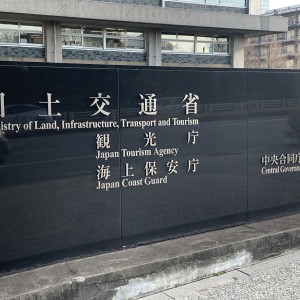 土交通省
istry of Land, Infrastructure, Transport and Tourism
観光庁
Japan Tourism Agency
海上保安庁
Japan Coast Guard
中央合同庁
Central Governm